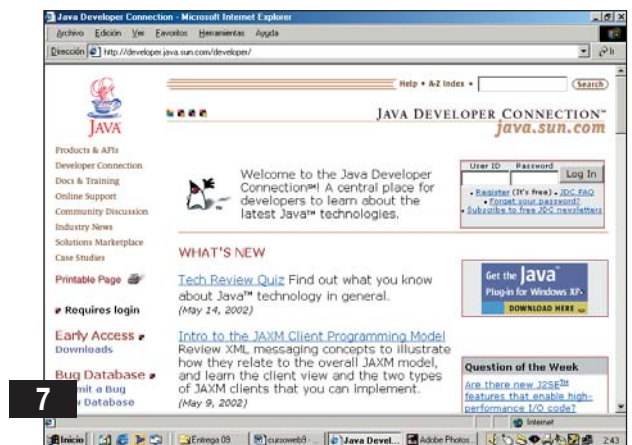 Java Developer Connection - Microsoft Internet Explorer
Archivo Edición Ver Favoritos Herramientas Ayuda
Dirección http://developer.java.sun.com/developer/
Help • A-Z Index •
Search
JAVA
JAVA DEVELOPER CONNECTION℠
java.sun.com
Products & APIs
Developer Connection
Docs & Training
Online Support
Community Discussion
Industry News
Solutions Marketplace
Case Studies
Printable Page
Requires login
Early Access
Downloads
Bug Database
mit a Bug
Database
Welcome to the Java Developer
Connection℠! A central place for
developers to learn about the
latest Java™ technologies.
User ID Password
Log In
• Register (It's free) • JDC FAQ
• Forget your password?
• Subscribe to free JDC newsletters
WHAT'S NEW
Tech Review Quiz Find out what you know
about Java™ technology in general.
(May 14, 2002)
Intro to the JAXM Client Programming Model
Review XML messaging concepts to illustrate
how they relate to the overall JAXM model,
and learn the client view and the two types
of JAXM clients that you can implement.
(May 9, 2002)
Get the Java™
Plug-in for Windows XP
DOWNLOAD HERE
Question of the Week
Are there new J2SE™
features that enable high-
performance I/O code?
7
Internet
Inicio Entrega 09 cursoweb9 - Java Devel... Adobe Photos... 2:43